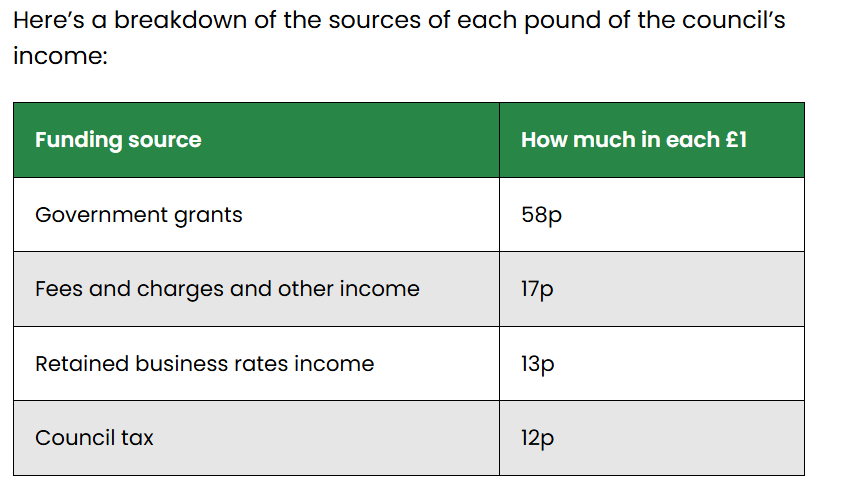 Here’s a breakdown of the sources of each pound of the council’s
income:
Funding source How much in each £1
Government grants 58p
Fees and charges and other income 17p
Retained business rates income 13p
Council tax 12p